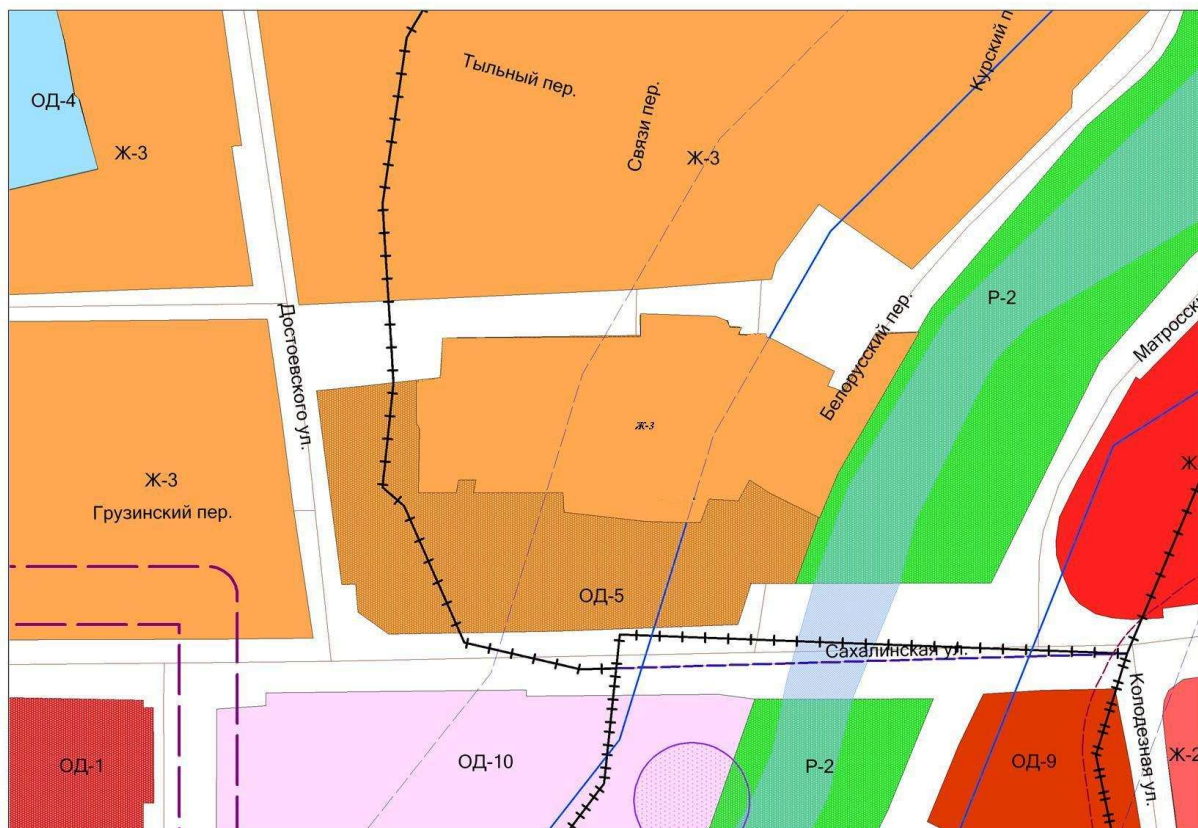 Тыльный пер.
Связи пер.
Курский п
ОД-4
Ж-3
Ж-3
Р-2
Достоевского ул.
Белорусский пер.
Матросски
Ж-3
Ж-3
Грузинский пер.
Ж
ОД-5
Сахалинская ул.
Колодезная ул.
ОД-1
ОД-10
Р-2
ОД-9
Ж-2